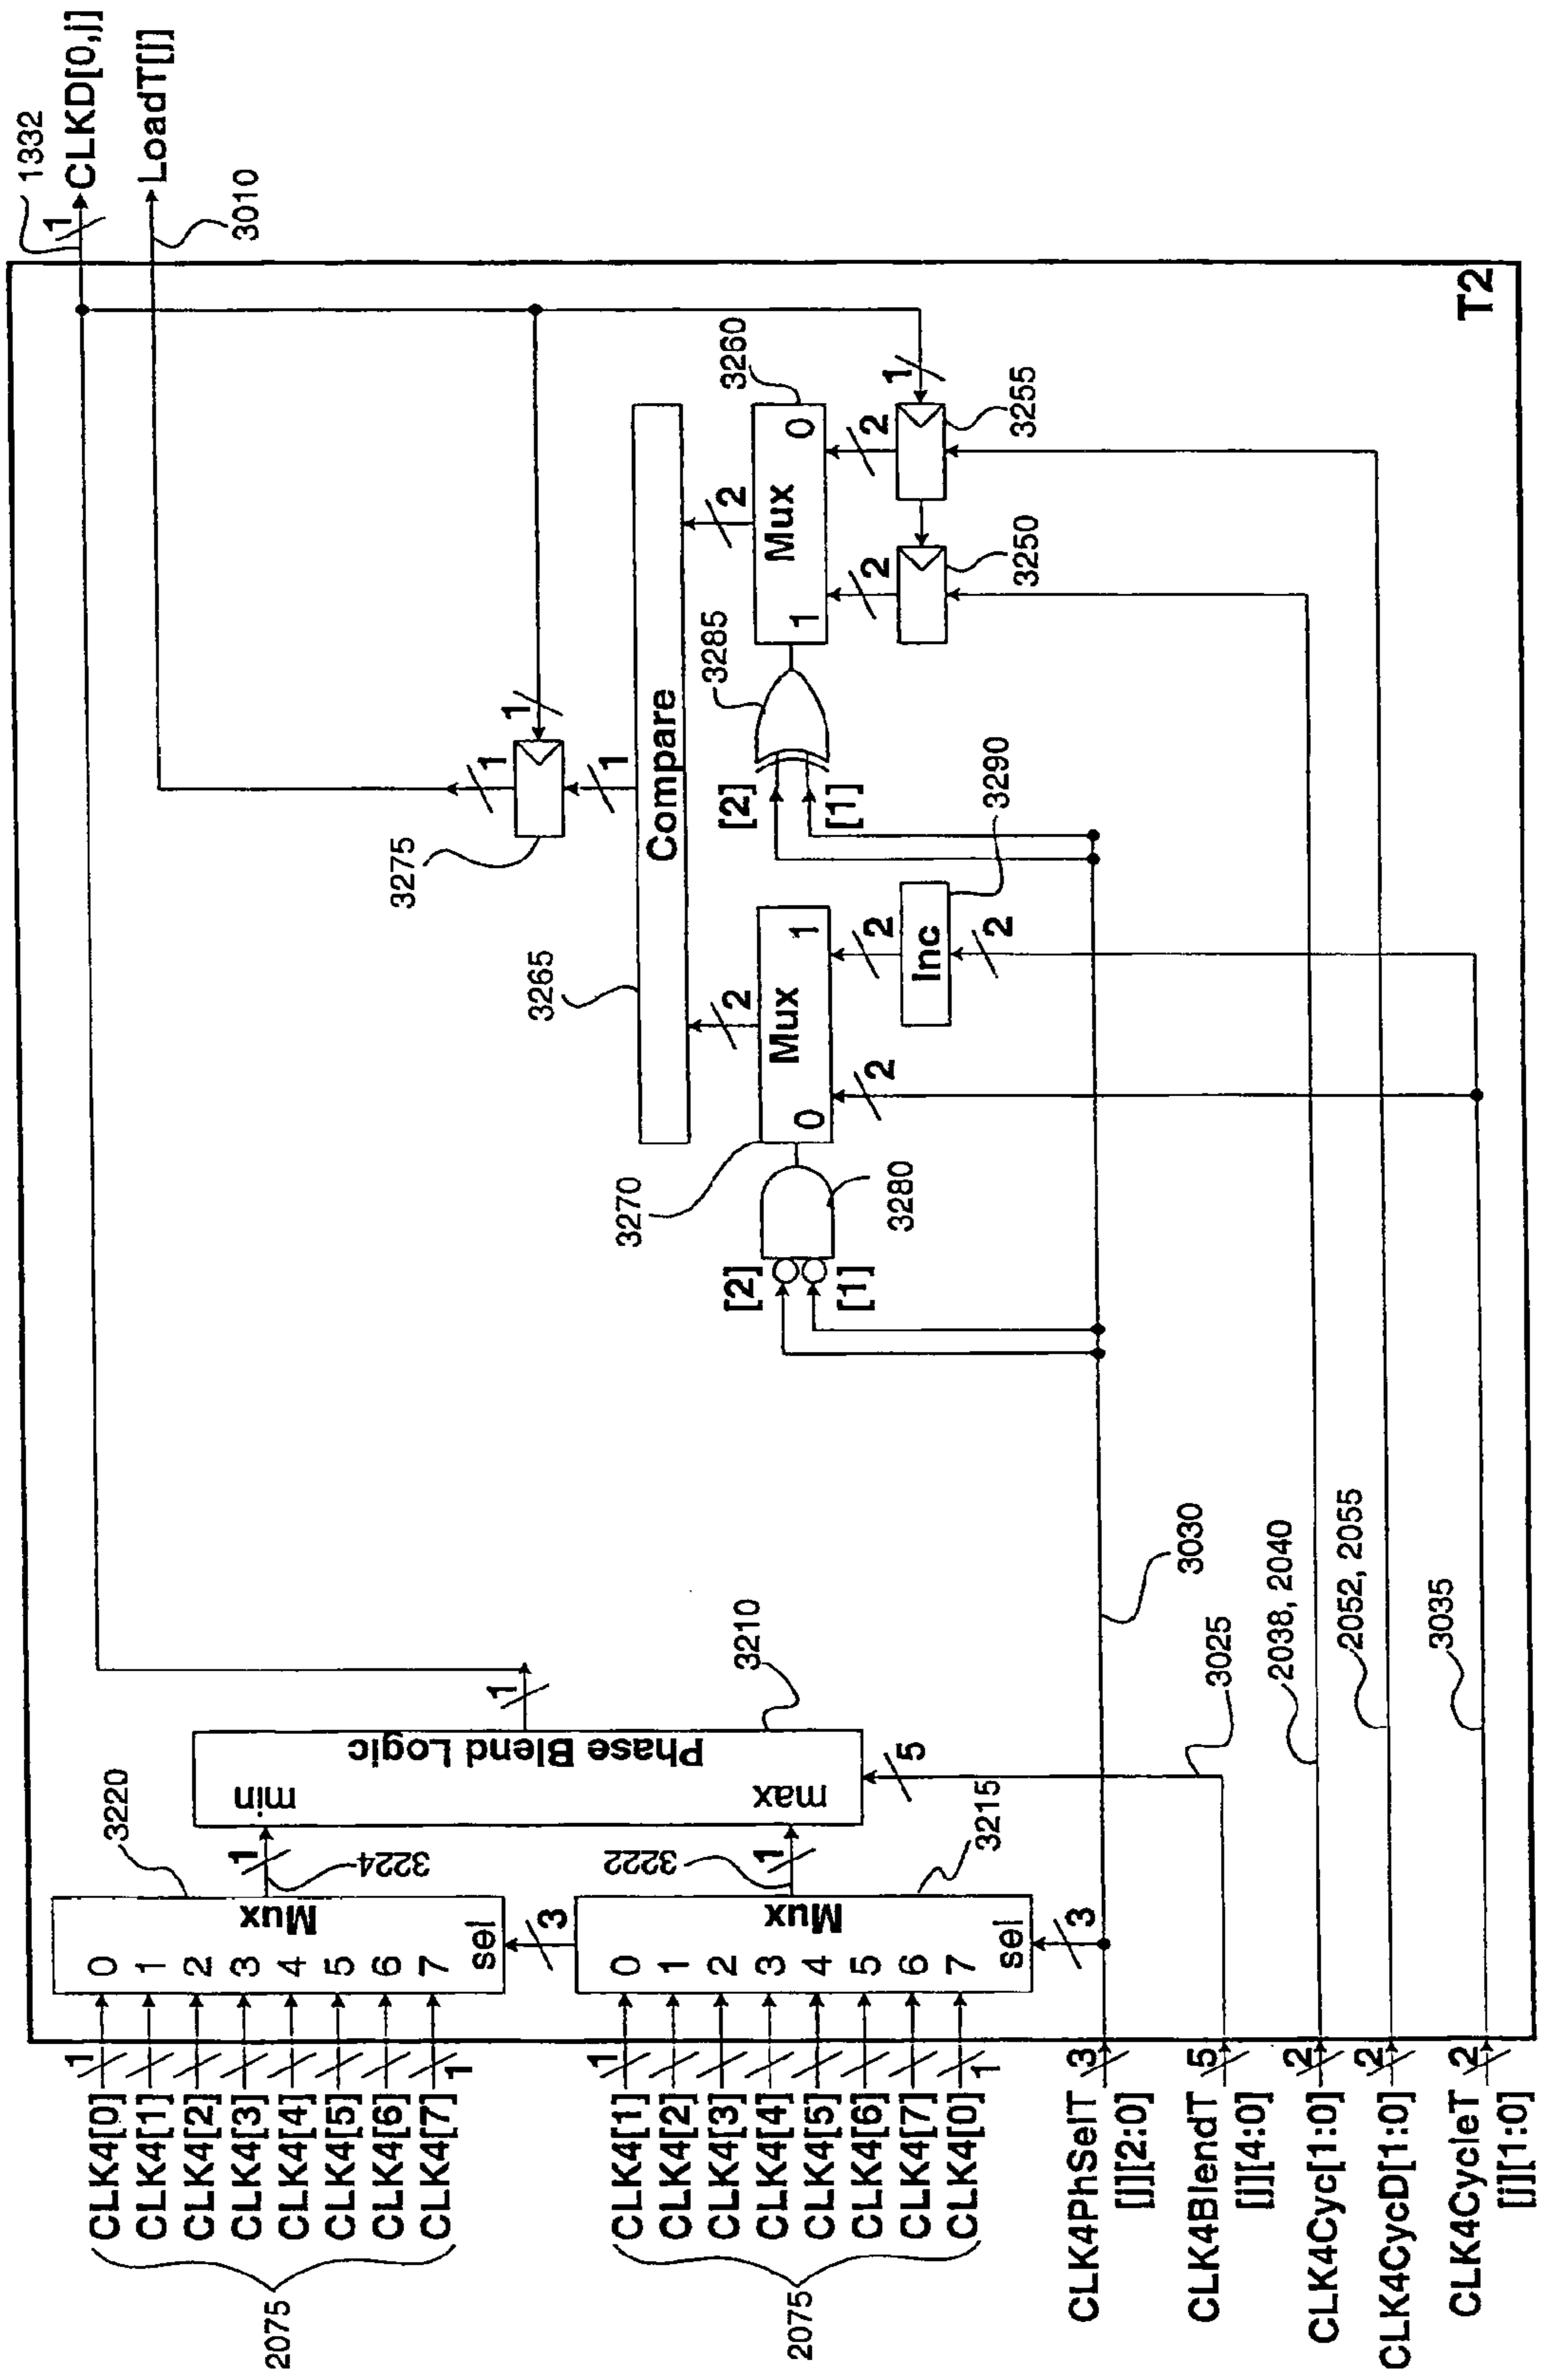 CLKD[0,j]
LoadT[j]
1332
1
3010
T2
3275
1
1
1
Compare
3265
2
2
Mux
1
0
3260
3285
[2]
[1]
2
2
1
3255
3250
3290
Inc
2
2
2
Mux
0
1
3270
3280
[2]
[1]
Phase Blend Logic
min
max
1
3210
5
3220
1
3224
3222
1
3215
Mux
0
1
2
3
4
5
6
7
sel
3
Mux
0
1
2
3
4
5
6
7
sel
3
3030
3025
2038, 2040
2052, 2055
3035
1
1
CLK4[0]
CLK4[1]
CLK4[2]
CLK4[3]
CLK4[4]
CLK4[5]
CLK4[6]
CLK4[7]
2075
1
1
CLK4[1]
CLK4[2]
CLK4[3]
CLK4[4]
CLK4[5]
CLK4[6]
CLK4[7]
CLK4[0]
2075
CLK4PhSelT
[j][2:0]
3
CLK4BlendT
[j][4:0]
5
CLK4Cyc[1:0]
2
CLK4CycD[1:0]
2
CLK4CycleT
[j][1:0]
2